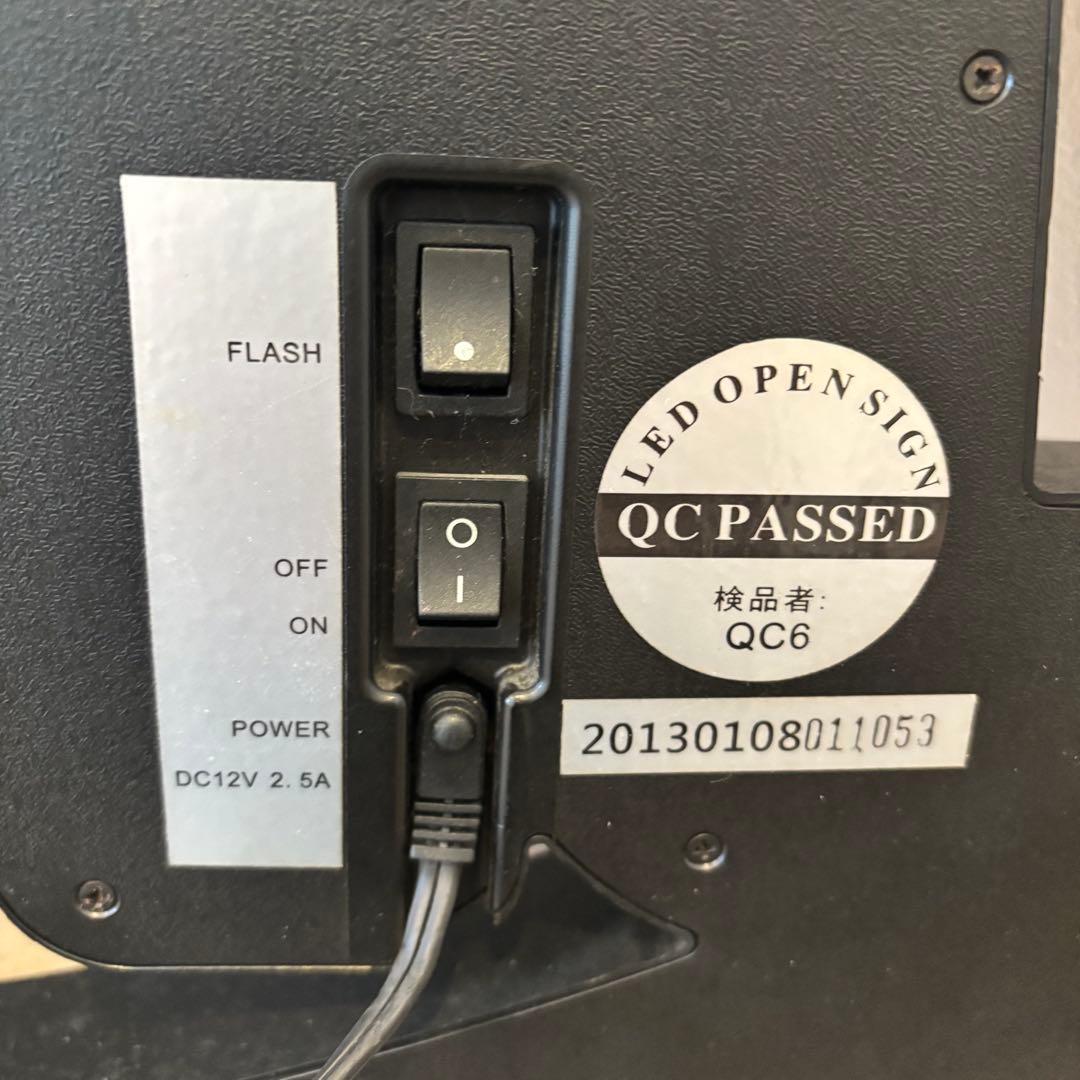 FLASH
OFF
ON
POWER
DC12V 2.5A
O
I
LED OPEN SIGN
QC PASSED
検品者:
QC6
20130108011053